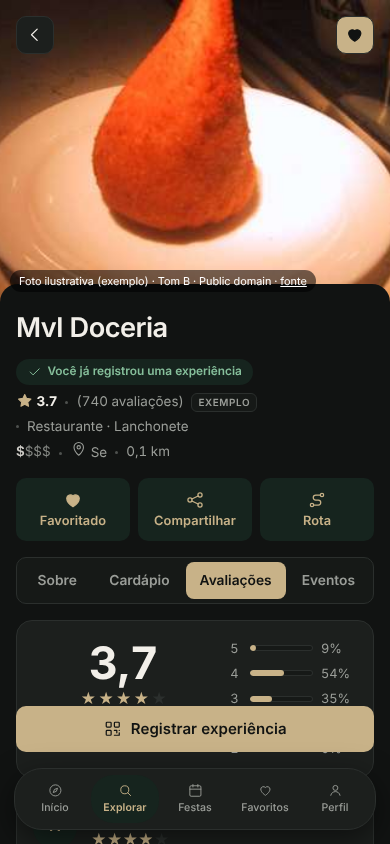 Foto ilustrativa (exemplo) · Tom B · Public domain · fonte
Mvl Doceria
Você já registrou uma experiência
3.7 · (740 avaliações) EXEMPLO
· Restaurante · Lanchonete
$$$$ · Se · 0,1 km
Favoritado
Compartilhar
Rota
Sobre
Cardápio
Avaliações
Eventos
3,7
5 9%
4 54%
3 35%
Registrar experiência
Início
Explorar
Festas
Favoritos
Perfil